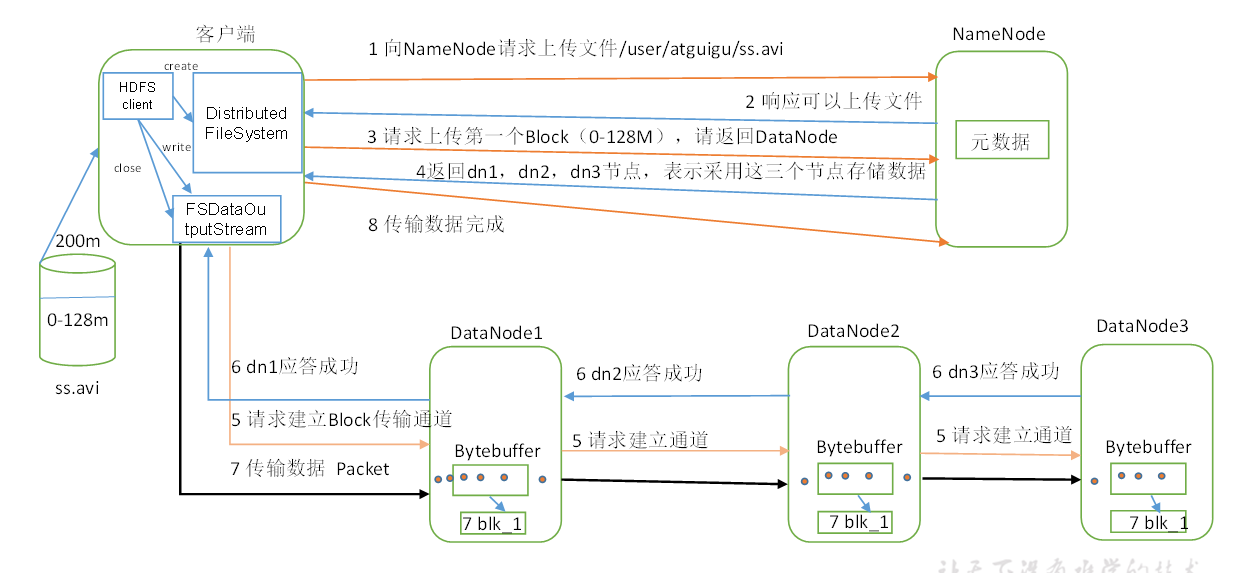 客户端
NameNode
1 向NameNode请求上传文件/user/atguigu/ss.avi
create
HDFS
client
Distributed
FileSystem
2 响应可以上传文件
3 请求上传第一个Block（0-128M），请返回DataNode
元数据
write
close
4返回dn1，dn2，dn3节点，表示采用这三个节点存储数据
FSDataOu
tputStream
8 传输数据完成
200m
0-128m
ss.avi
DataNode1
DataNode2
DataNode3
6 dn1应答成功
6 dn2应答成功
6 dn3应答成功
5 请求建立Block传输通道
5 请求建立通道
5 请求建立通道
Bytebuffer
Bytebuffer
Bytebuffer
7 传输数据 Packet
7 blk_1
7 blk_1
7 blk_1